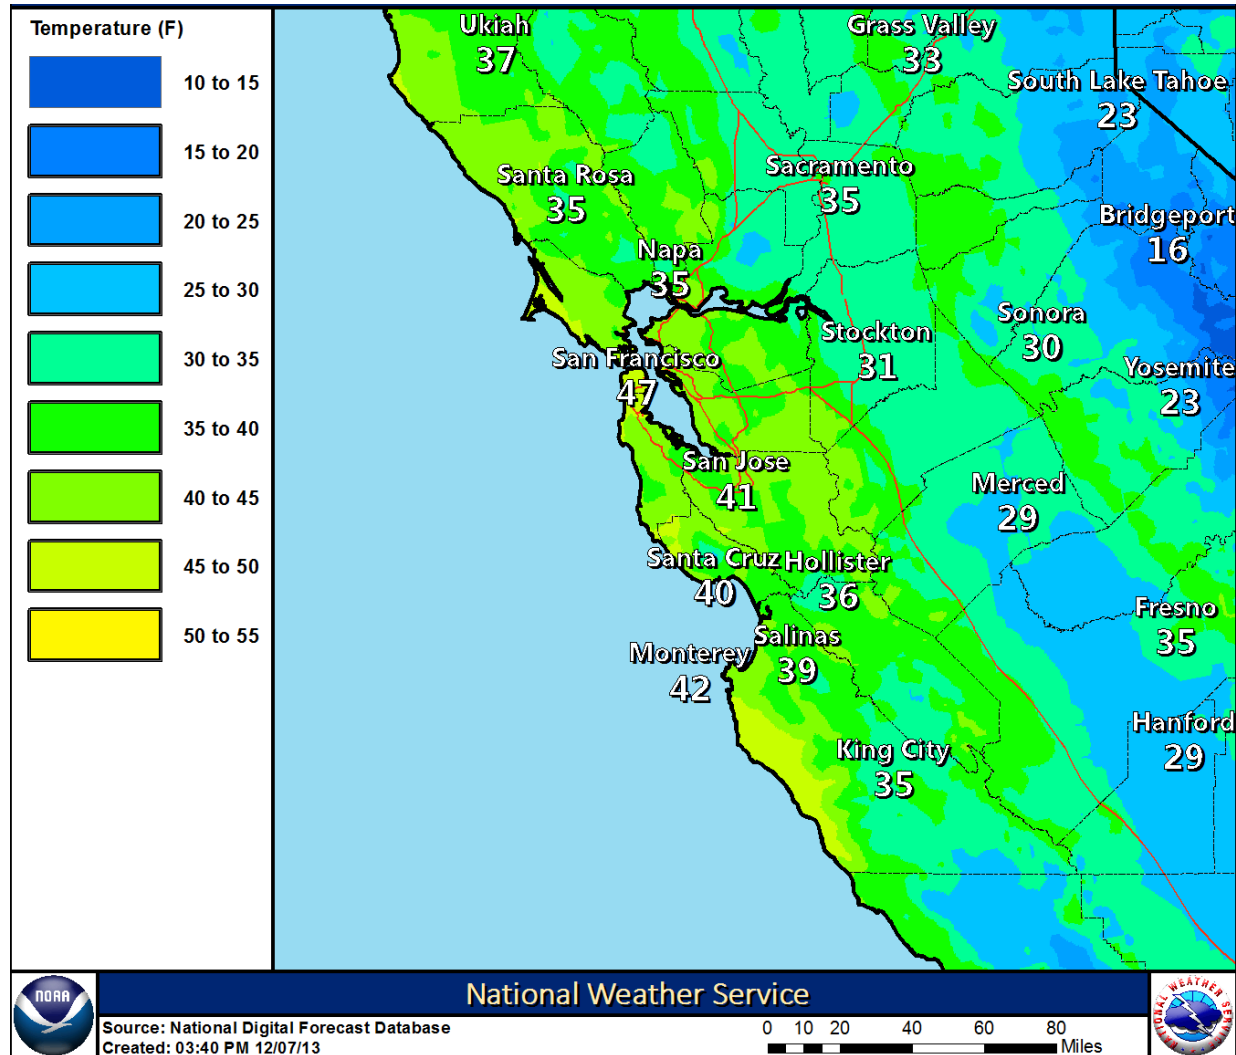 Temperature (F)
10 to 15
15 to 20
20 to 25
25 to 30
30 to 35
35 to 40
40 to 45
45 to 50
50 to 55
Ukiah
37
Grass Valley
33
South Lake Tahoe
23
Santa Rosa
35
Sacramento
35
Bridgeport
16
Napa
35
Sonora
30
Stockton
31
San Francisco
47
Yosemite
23
San Jose
41
Merced
29
Santa Cruz
40
Hollister
36
Fresno
35
Salinas
39
Monterey
42
Hanford
29
King City
35
NOAA
National Weather Service
Source: National Digital Forecast Database
Created: 03:40 PM 12/07/13
0 10 20 40 60 80
Miles
NATIONAL WEATHER SERVICE